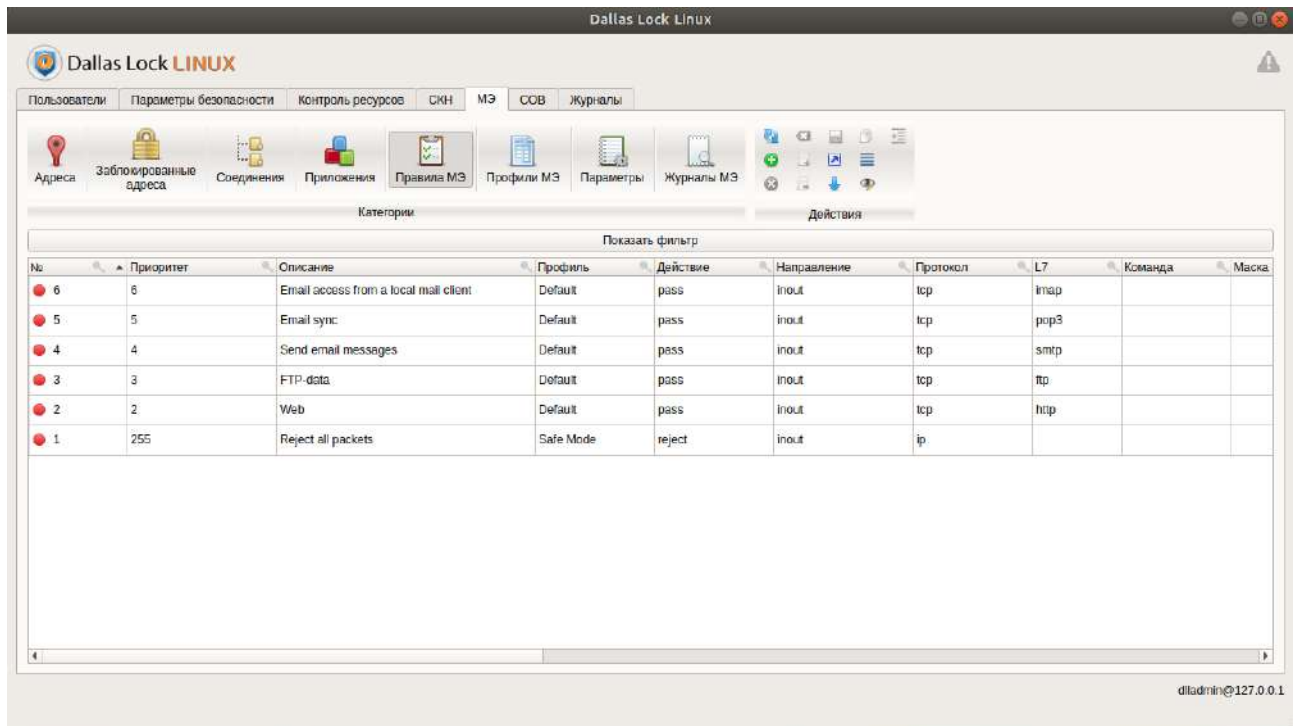 Dallas Lock Linux
Dallas Lock LINUX
Пользователи Параметры безопасности Контроль ресурсов СКН МЭ СОВ Журналы
Адреса Заблокированные адреса Соединения Приложения Правила МЭ Профили МЭ Параметры Журналы МЭ
Категории Действия
Показать фильтр
№ Приоритет Описание Профиль Действие Направление Протокол L7 Команда Маска
6 6 Email access from a local mail client Default pass inout tcp imap
5 5 Email sync Default pass inout tcp pop3
4 4 Send email messages Default pass inout tcp smtp
3 3 FTP-data Default pass inout tcp ftp
2 2 Web Default pass inout tcp http
1 255 Reject all packets Safe Mode reject inout ip
dlladmin@127.0.0.1